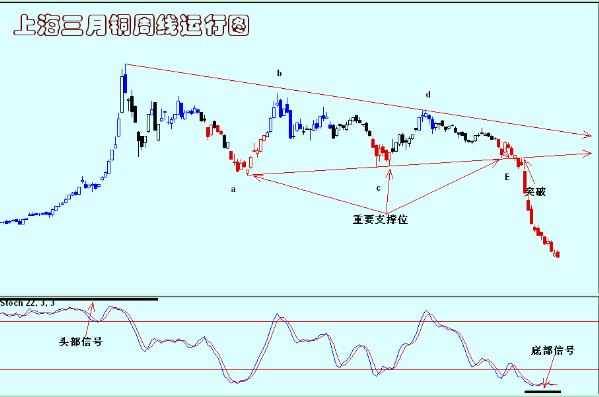 上海三月铜周线运行图
b
d
a
c
E
突破
重要支撑位
Stoch 22, 3, 3
头部信号
底部信号